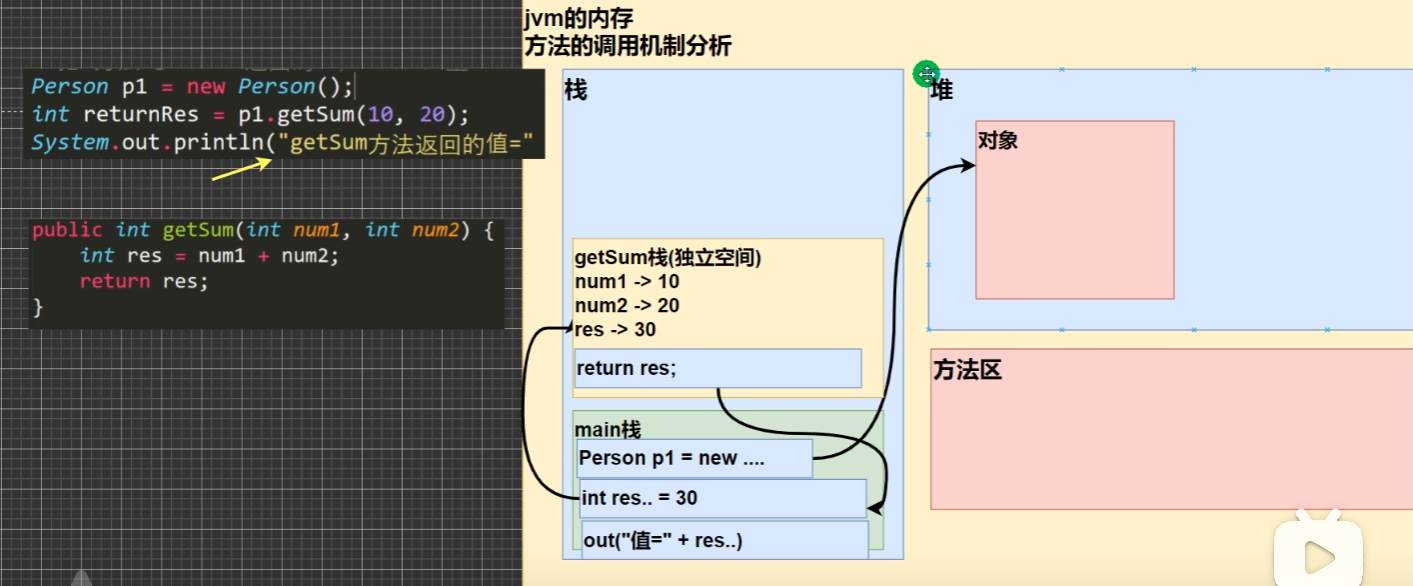 jvm的内存
方法的调用机制分析
Person p1 = new Person();
int returnRes = p1.getSum(10, 20);
System.out.println("getSum方法返回的值="
public int getSum(int num1, int num2) {
int res = num1 + num2;
return res;
}
栈
getSum栈(独立空间)
num1 -> 10
num2 -> 20
res -> 30
return res;
main栈
Person p1 = new ....
int res.. = 30
out("值=" + res..)
堆
对象
方法区